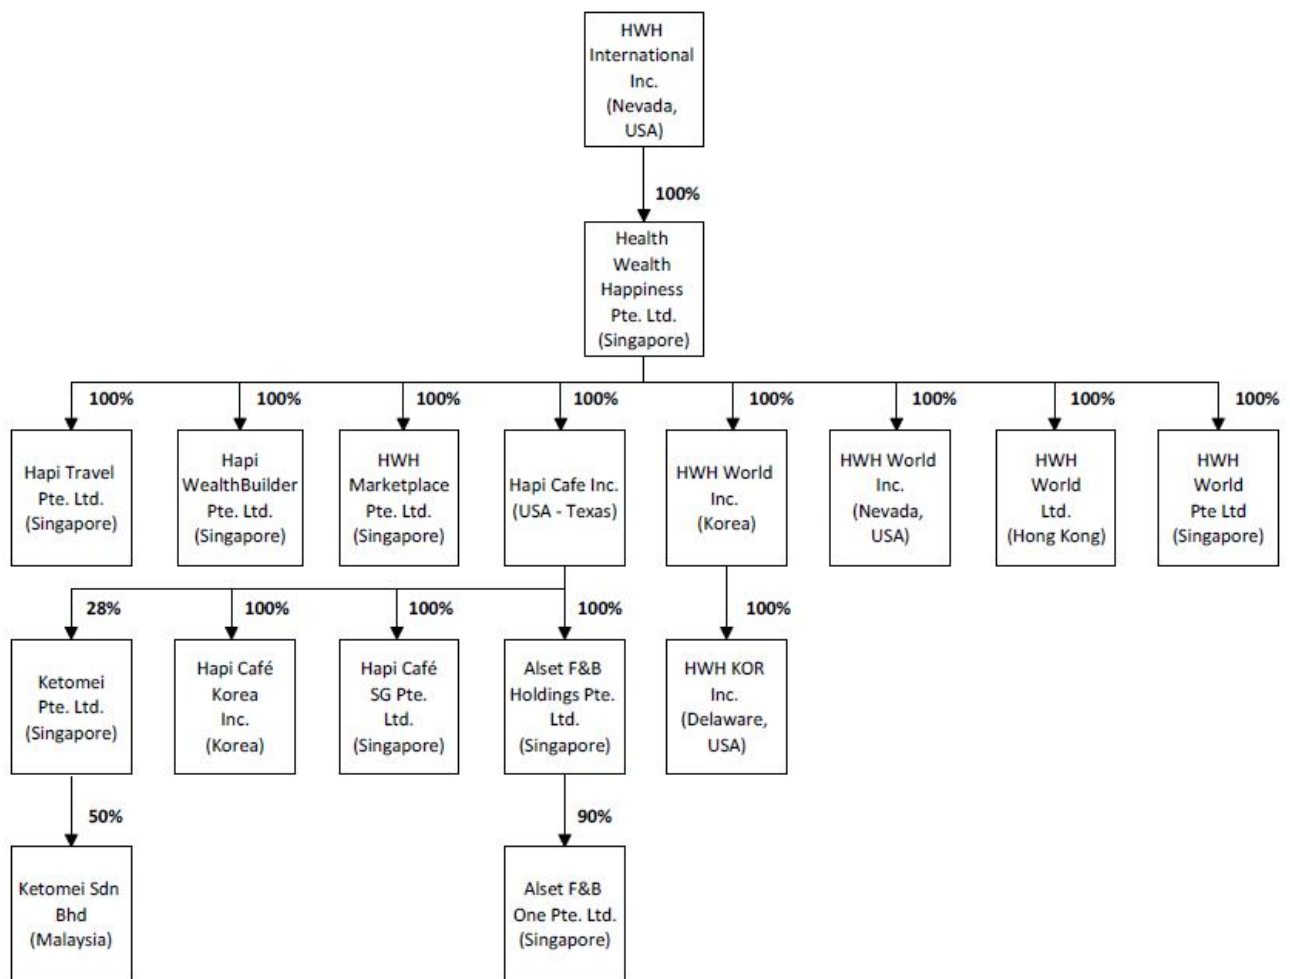 HWH
International
Inc.
(Nevada,
USA)
100%
Health
Wealth
Happiness
Pte. Ltd.
(Singapore)
100%
100%
100%
100%
100%
100%
100%
100%
Hapi Travel
Pte. Ltd.
(Singapore)
Hapi
WealthBuilder
Pte. Ltd.
(Singapore)
HWH
Marketplace
Pte. Ltd.
(Singapore)
Hapi Cafe Inc.
(USA - Texas)
HWH World
Inc.
(Korea)
HWH World
Inc.
(Nevada,
USA)
HWH
World
Ltd.
(Hong Kong)
HWH
World
Pte Ltd
(Singapore)
28%
100%
100%
100%
100%
Ketomei
Pte. Ltd.
(Singapore)
Hapi Café
Korea
Inc.
(Korea)
Hapi Café
SG Pte.
Ltd.
(Singapore)
Alset F&B
Holdings Pte.
Ltd.
(Singapore)
HWH KOR
Inc.
(Delaware,
USA)
50%
90%
Ketomei Sdn
Bhd
(Malaysia)
Alset F&B
One Pte. Ltd.
(Singapore)